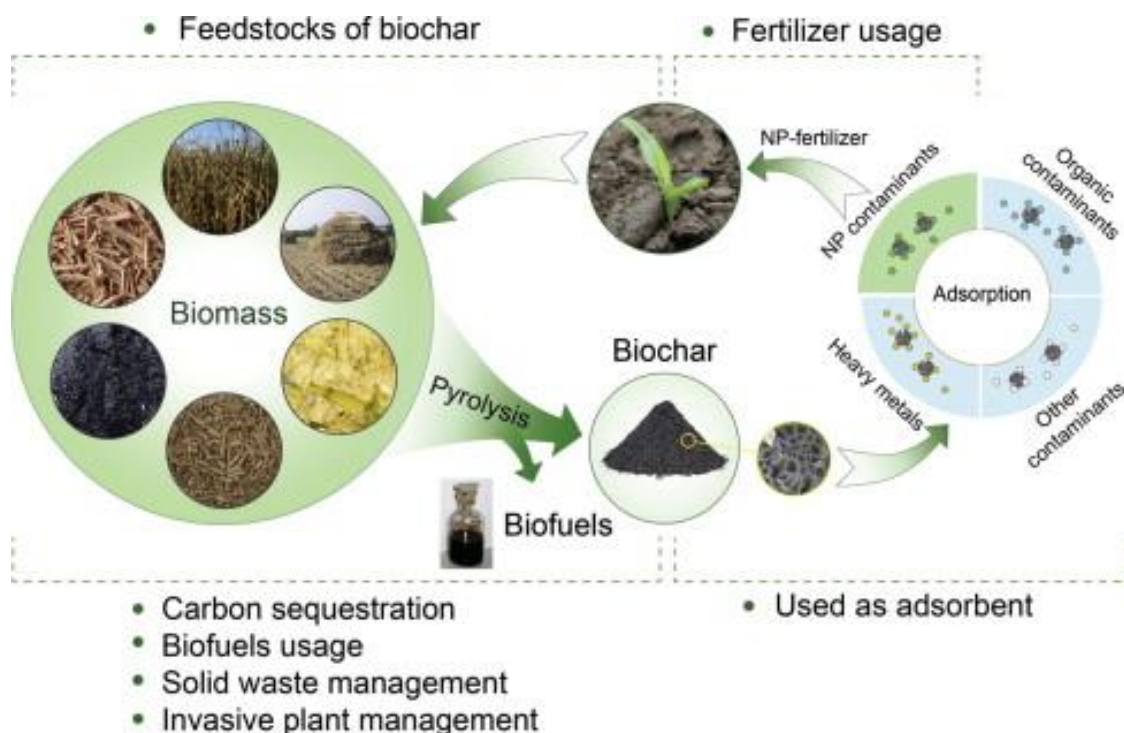 • Feedstocks of biochar
• Fertilizer usage
NP-fertilizer
NP contaminants
Organic
contaminants
Biomass
Adsorption
Biochar
Heavy metals
Other
contaminants
Pyrolysis
Biofuels
• Carbon sequestration
• Biofuels usage
• Solid waste management
• Invasive plant management
• Used as adsorbent